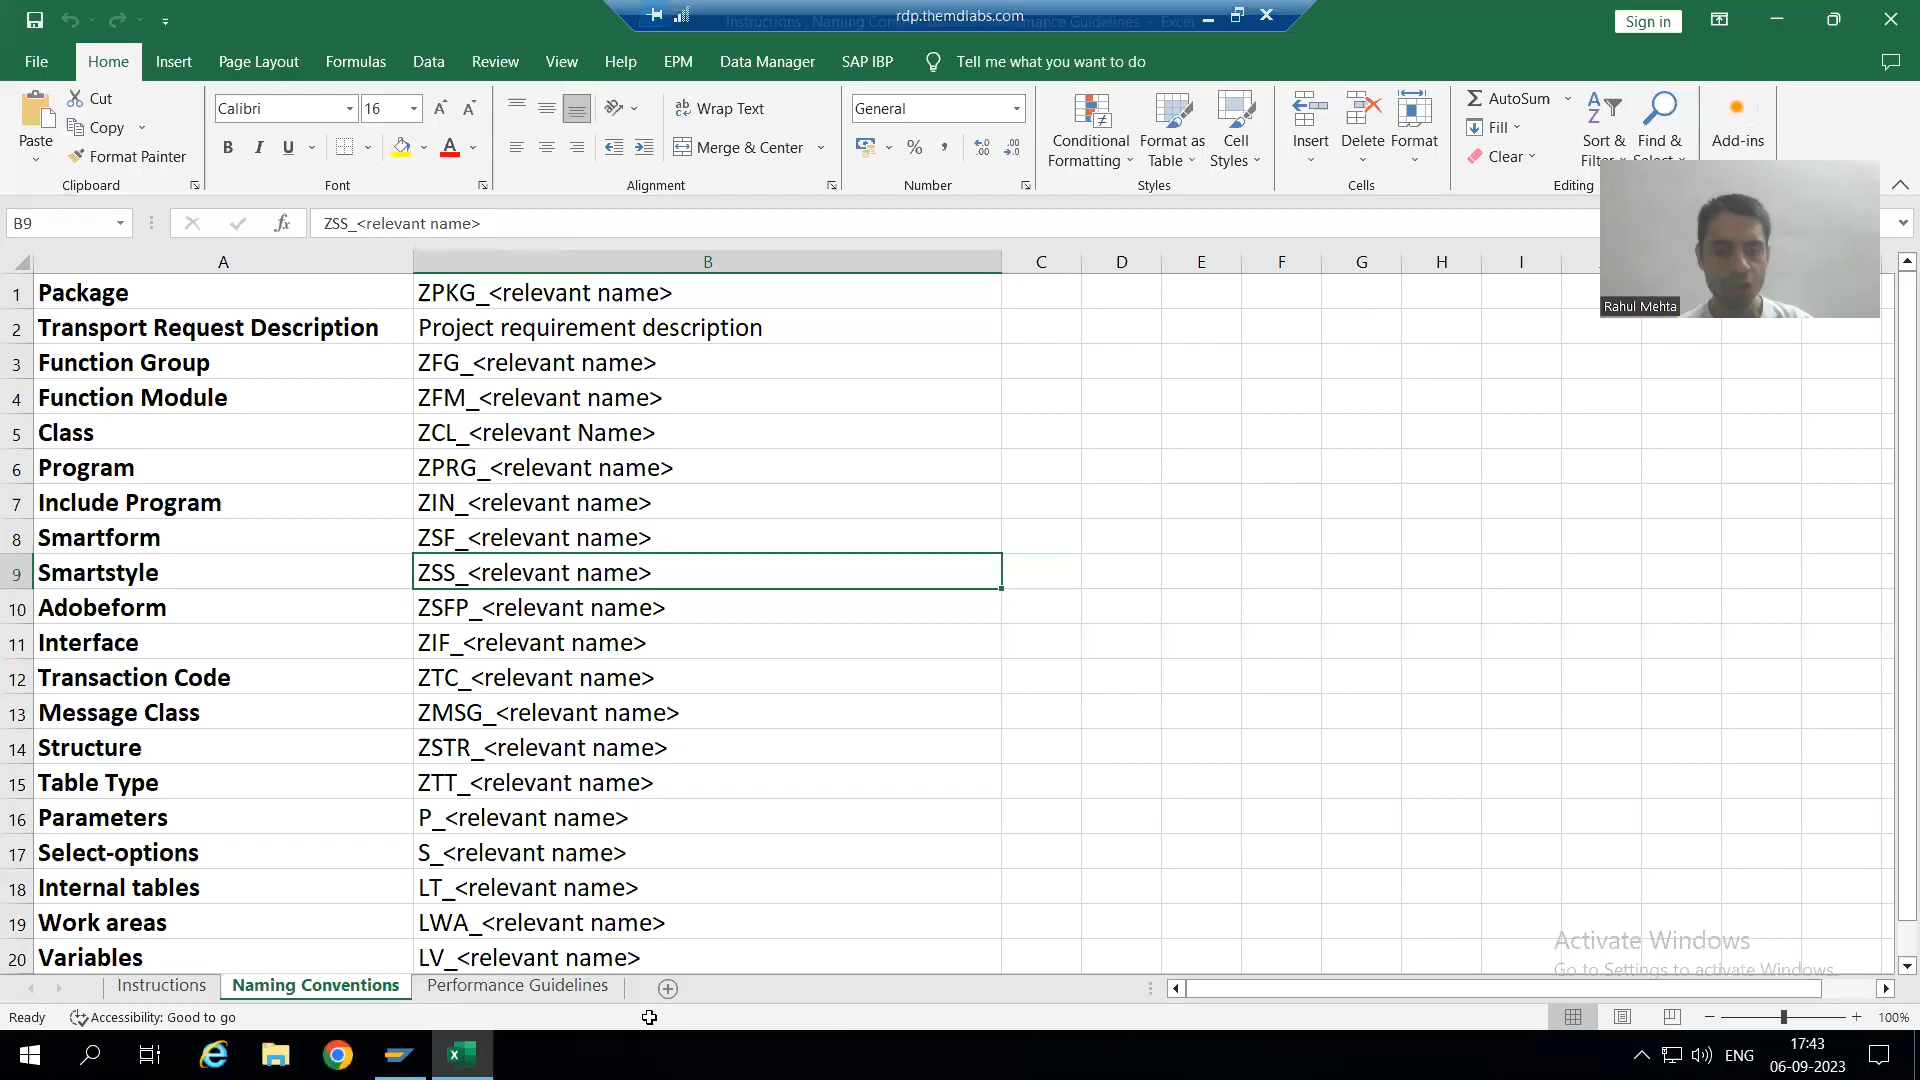 rdp.themdlabs.com
Sign in
File Home Insert Page Layout Formulas Data Review View Help EPM Data Manager SAP IBP Tell me what you want to do
Paste
Cut
Copy
Format Painter
Clipboard
Calibri 16
B I U A
Font
Wrap Text
Merge & Center
Alignment
General
Number
Conditional Formatting
Format as Table
Cell Styles
Styles
Insert
Delete
Format
Cells
AutoSum
Fill
Clear
Sort & Filter
Find & Select
Editing
Add-ins
B9 fx ZSS_<relevant name>
Rahul Mehta
A B C D E F G H I
1 Package ZPKG_<relevant name>
2 Transport Request Description Project requirement description
3 Function Group ZFG_<relevant name>
4 Function Module ZFM_<relevant name>
5 Class ZCL_<relevant Name>
6 Program ZPRG_<relevant name>
7 Include Program ZIN_<relevant name>
8 Smartform ZSF_<relevant name>
9 Smartstyle ZSS_<relevant name>
10 Adobeform ZSFP_<relevant name>
11 Interface ZIF_<relevant name>
12 Transaction Code ZTC_<relevant name>
13 Message Class ZMSG_<relevant name>
14 Structure ZSTR_<relevant name>
15 Table Type ZTT_<relevant name>
16 Parameters P_<relevant name>
17 Select-options S_<relevant name>
18 Internal tables LT_<relevant name>
19 Work areas LWA_<relevant name>
20 Variables LV_<relevant name>
Activate Windows
Go to Settings to activate Windows.
Instructions Naming Conventions Performance Guidelines
Ready Accessibility: Good to go 100%
ENG
17:43
06-09-2023